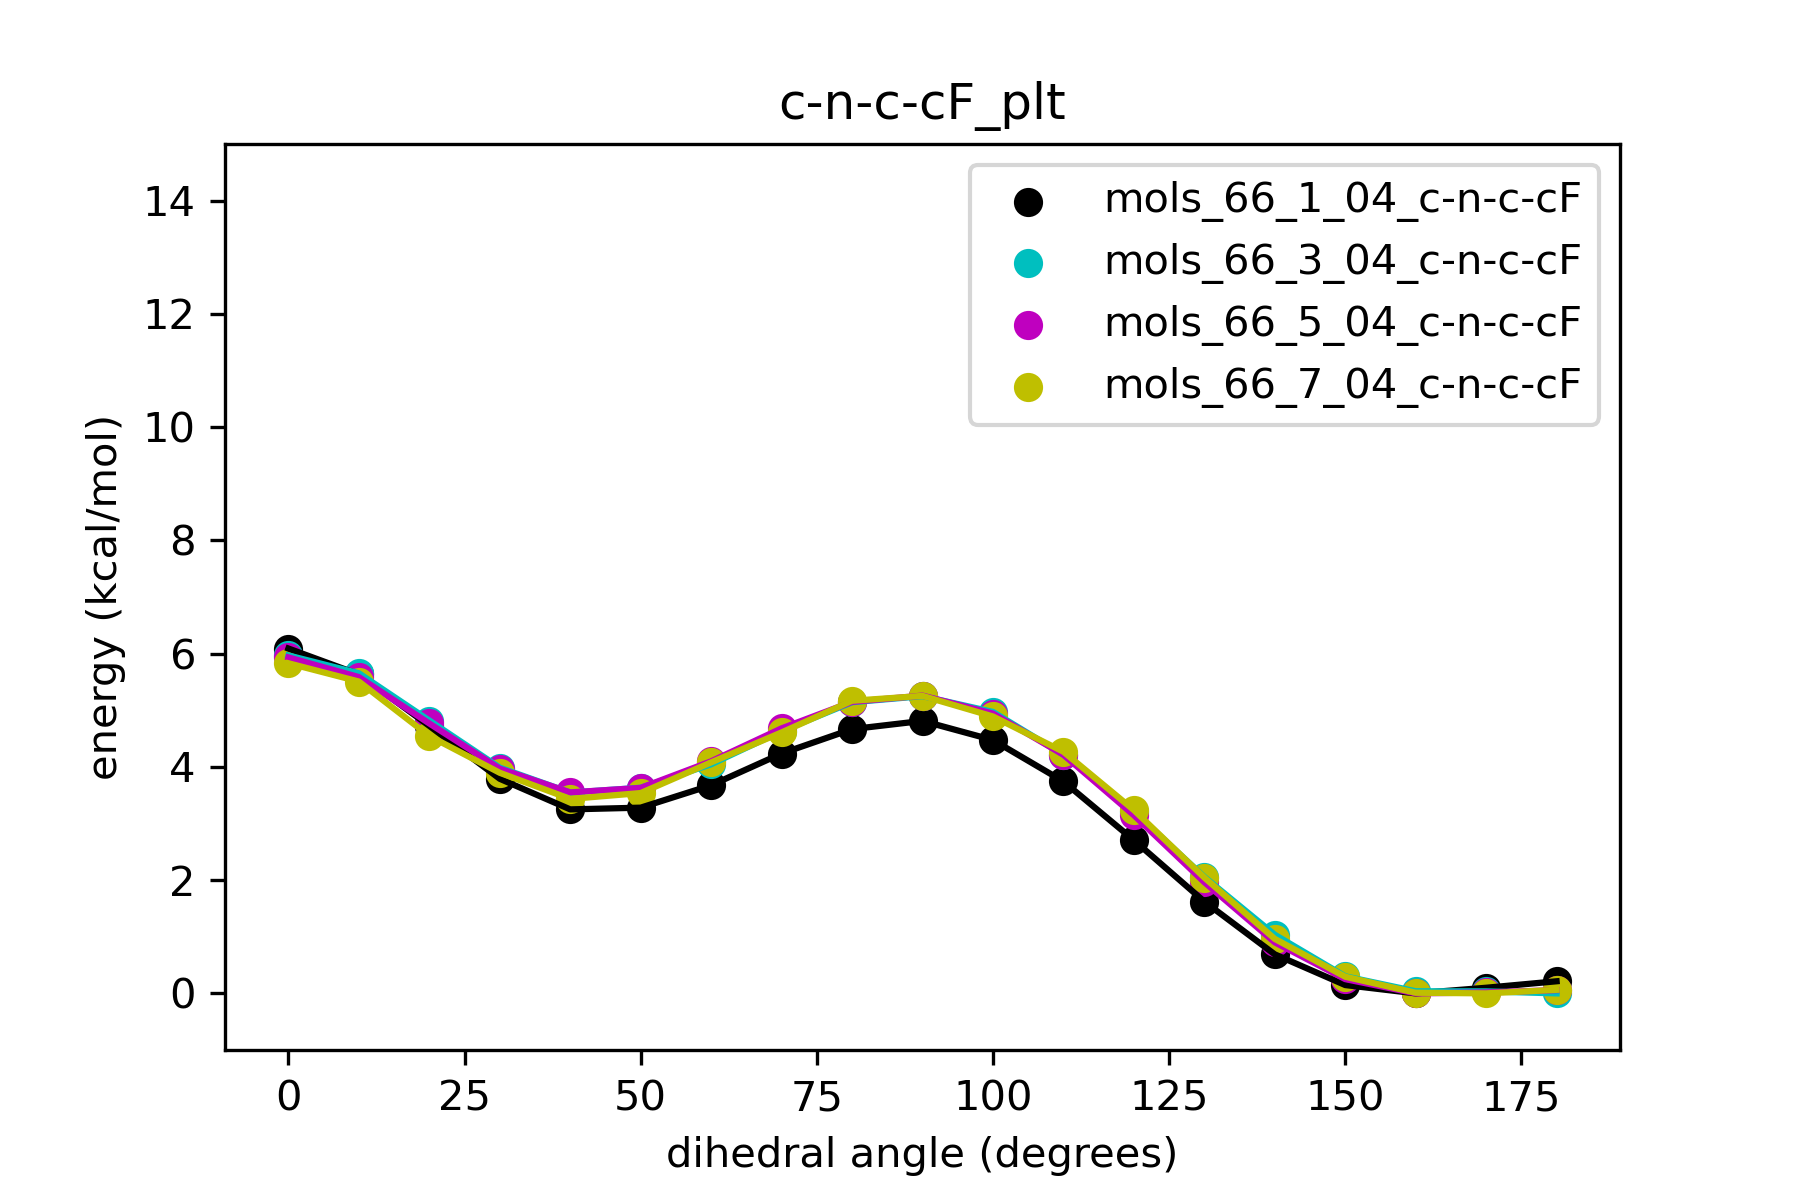 c-n-c-cF_plt
mols_66_1_04_c-n-c-cF
mols_66_3_04_c-n-c-cF
mols_66_5_04_c-n-c-cF
mols_66_7_04_c-n-c-cF
energy (kcal/mol)
14
12
10
8
6
4
2
0
0 25 50 75 100 125 150 175
dihedral angle (degrees)